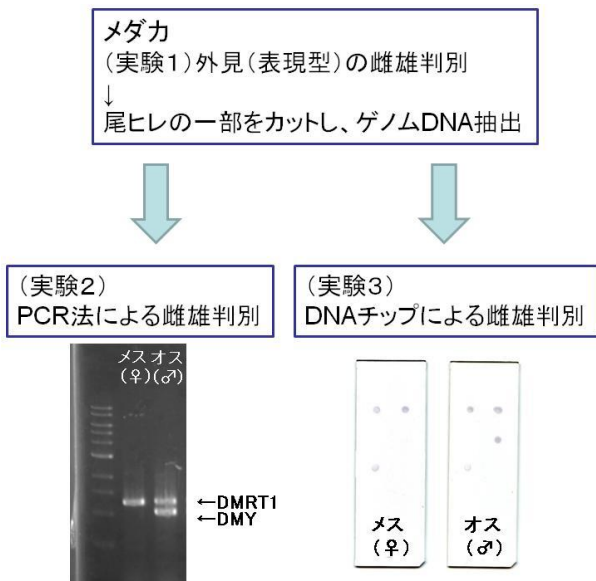 メダカ
（実験1）外見（表現型）の雌雄判別
↓
尾ヒレの一部をカットし、ゲノムDNA抽出
（実験2）
PCR法による雌雄判別
（実験3）
DNAチップによる雌雄判別
メス オス
(♀) (♂)
←DMRT1
←DMY
メス
(♀)
オス
(♂)